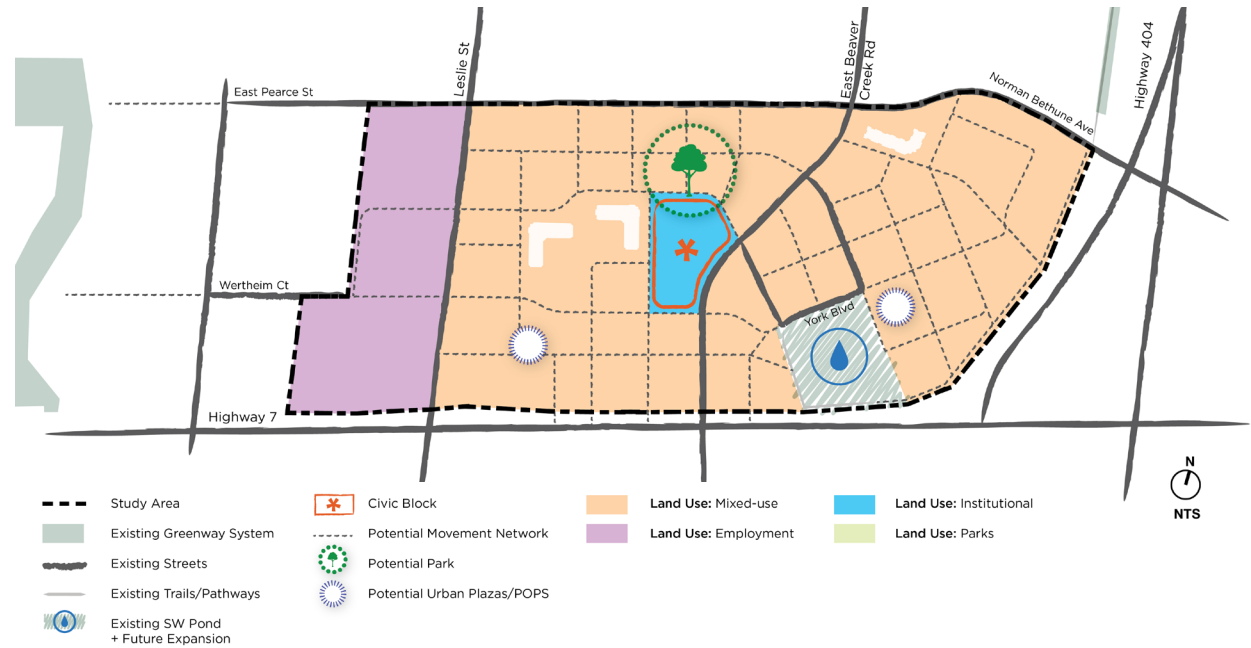 Leslie St
East Beaver
Creek Rd
Highway 404
East Pearce St
Norman Bethune Ave
Wertheim Ct
York Blvd
Highway 7
N
NTS
Study Area
Existing Greenway System
Existing Streets
Existing Trails/Pathways
Existing SW Pond
+ Future Expansion
Civic Block
Potential Movement Network
Potential Park
Potential Urban Plazas/POPS
Land Use: Mixed-use
Land Use: Employment
Land Use: Institutional
Land Use: Parks